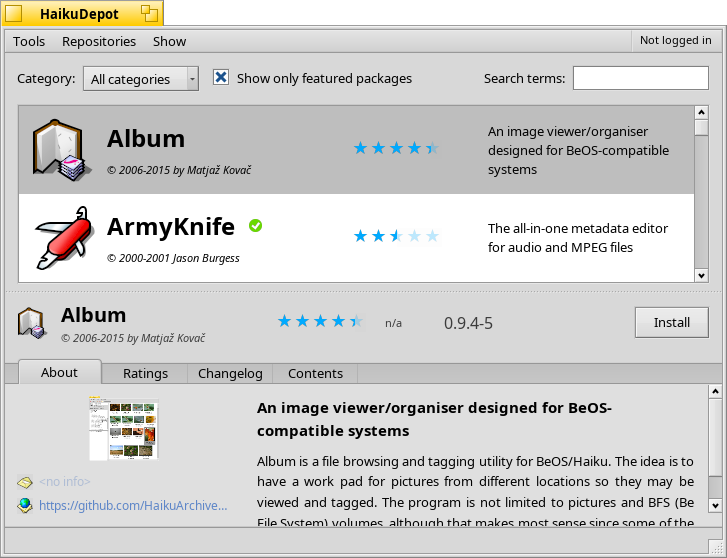 HaikuDepot
Tools Repositories Show Not logged in
Category: All categories Show only featured packages Search terms:
Album
© 2006-2015 by Matjaž Kovač
An image viewer/organiser
designed for BeOS-compatible
systems
ArmyKnife
© 2000-2001 Jason Burgess
The all-in-one metadata editor
for audio and MPEG files
Album
© 2006-2015 by Matjaž Kovač
n/a 0.9.4-5 Install
About Ratings Changelog Contents
<no info>
https://github.com/HaikuArchive...
An image viewer/organiser designed for BeOS-
compatible systems
Album is a file browsing and tagging utility for BeOS/Haiku. The idea is to
have a work pad for pictures from different locations so they may be
viewed and tagged. The program is not limited to pictures and BFS (Be
File System) volumes, although that makes most sense since some of the